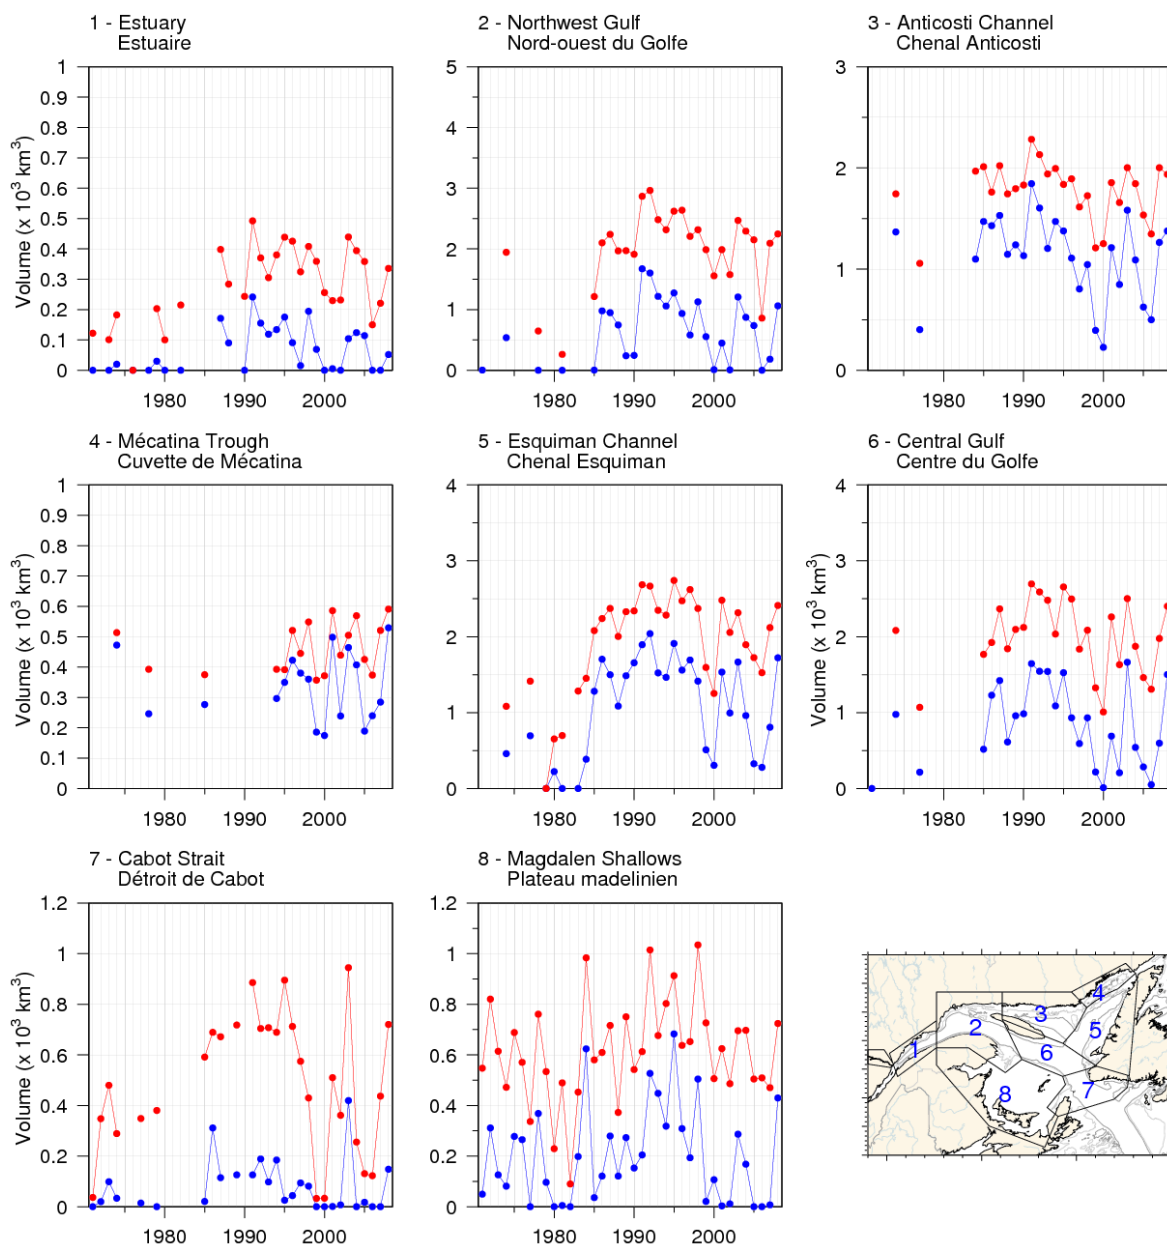 1 - Estuary
Estuaire
2 - Northwest Gulf
Nord-ouest du Golfe
3 - Anticosti Channel
Chenal Anticosti
Volume (x 10³ km³)
1
0.9
0.8
0.7
0.6
0.5
0.4
0.3
0.2
0.1
0
1980 1990 2000
5
4
3
2
1
0
1980 1990 2000
Volume (x 10³ km³)
3
2
1
0
1980 1990 2000
4 - Mécatina Trough
Cuvette de Mécatina
5 - Esquiman Channel
Chenal Esquiman
6 - Central Gulf
Centre du Golfe
Volume (x 10³ km³)
1
0.9
0.8
0.7
0.6
0.5
0.4
0.3
0.2
0.1
0
1980 1990 2000
4
3
2
1
0
1980 1990 2000
Volume (x 10³ km³)
4
3
2
1
0
1980 1990 2000
7 - Cabot Strait
Détroit de Cabot
8 - Magdalen Shallows
Plateau madelinien
Volume (x 10³ km³)
1.2
1
0.8
0.6
0.4
0.2
0
1980 1990 2000
1.2
1
0.8
0.6
0.4
0.2
0
1980 1990 2000
4
3
2
5
1
6
7
8